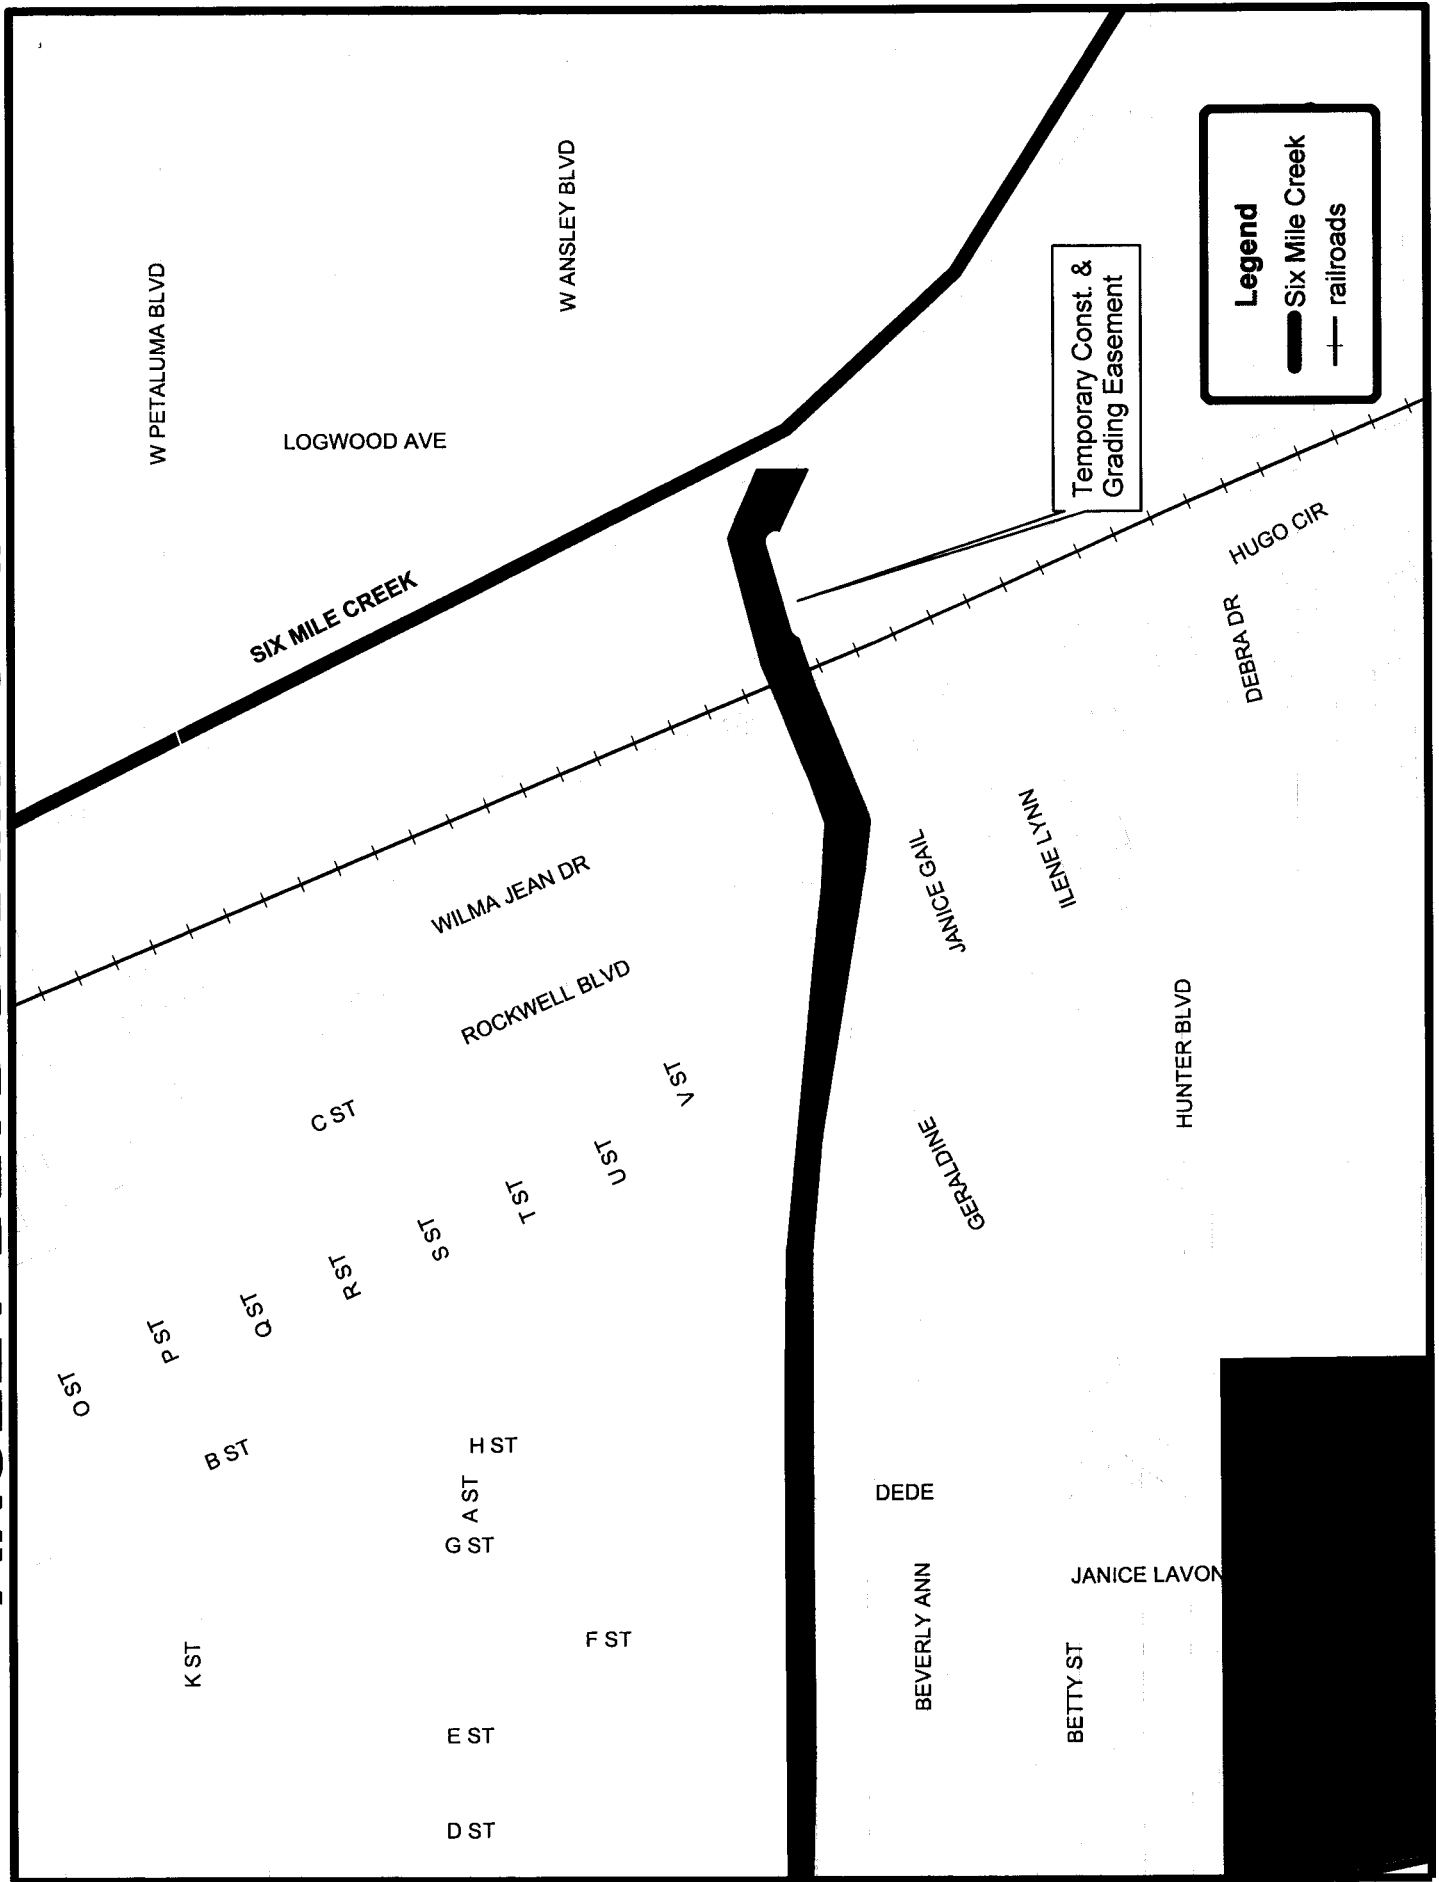 W PETALUMA BLVD
W ANSLEY BLVD
LOGWOOD AVE
SIX MILE CREEK
Legend
Six Mile Creek
railroads
Temporary Const. &
Grading Easement
HUGO CIR
DEBRA DR
WILMA JEAN DR
ROCKWELL BLVD
JANICE GAIL
ILENE LYNN
C ST
V ST
U ST
T ST
S ST
R ST
Q ST
P ST
O ST
GERALDINE
HUNTER BLVD
B ST
H ST
A ST
G ST
DEDE
K ST
F ST
BEVERLY ANN
JANICE LAVON
BETTY ST
E ST
D ST